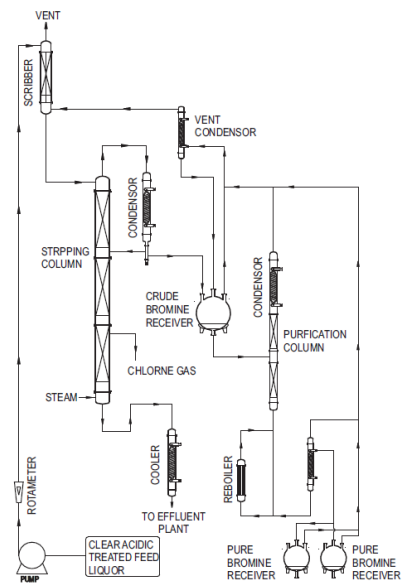 VENT
SCRIBBER
VENT
CONDENSOR
CONDENSOR
STRPPING
COLUMN
CRUDE
BROMINE
RECEIVER
CONDENSOR
PURFICATION
COLUMN
CHLORNE GAS
STEAM
COOLER
REBOILER
ROTAMETER
TO EFFLUENT
PLANT
CLEAR ACIDIC
TREATED FEED
LIQUOR
PUMP
PURE
BROMINE
RECEIVER
PURE
BROMINE
RECEIVER